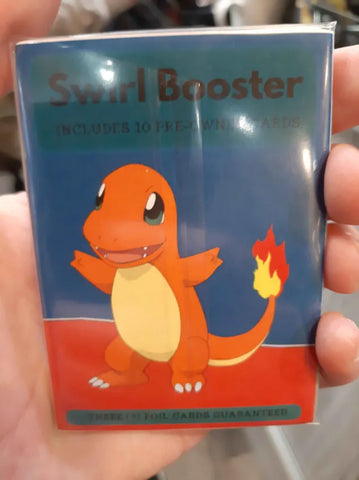 Swirl Booster
INCLUDES 10 PRE-OWNED CARDS
THREE (3) FOIL CARDS GUARANTEED